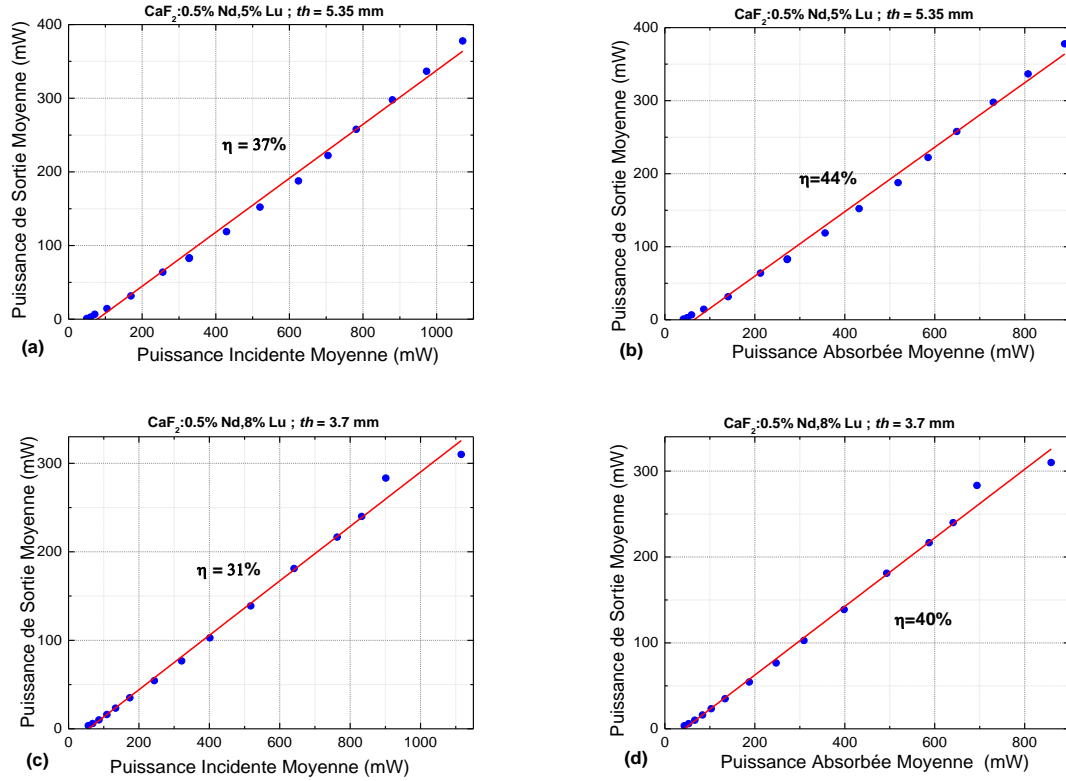 CaF2:0.5% Nd,5% Lu ; th = 5.35 mm
Puissance de Sortie Moyenne (mW)
400
300
200
100
0
η = 37%
0 200 400 600 800 1000
(a)
Puissance Incidente Moyenne (mW)
CaF2:0.5% Nd,5% Lu ; th = 5.35 mm
Puissance de Sortie Moyenne (mW)
400
300
200
100
0
η=44%
0 200 400 600 800
(b)
Puissance Absorbée Moyenne (mW)
CaF2:0.5% Nd,8% Lu ; th = 3.7 mm
Puissance de Sortie Moyenne (mW)
300
200
100
0
η = 31%
0 200 400 600 800 1000
(c)
Puissance Incidente Moyenne (mW)
CaF2:0.5% Nd,8% Lu ; th = 3.7 mm
Puissance de Sortie Moyenne (mW)
300
200
100
0
η=40%
0 200 400 600 800
(d)
Puissance Absorbée Moyenne (mW)